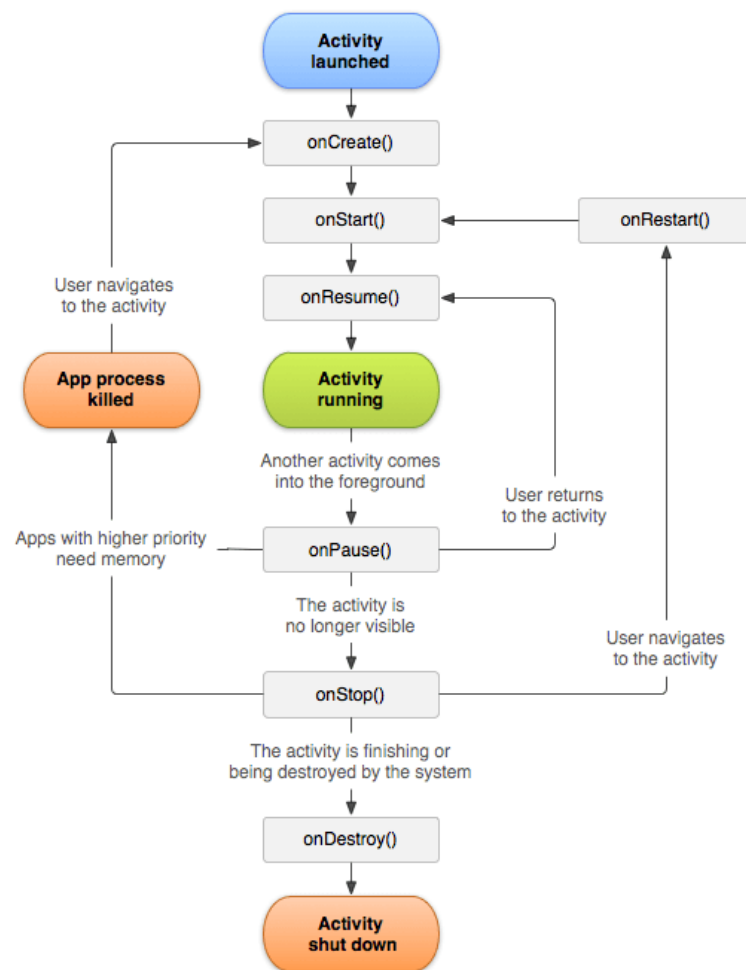 Activity
launched
onCreate()
onStart()
onRestart()
User navigates
to the activity
onResume()
App process
killed
Activity
running
Another activity comes
into the foreground
User returns
to the activity
Apps with higher priority
need memory
onPause()
The activity is
no longer visible
User navigates
to the activity
onStop()
The activity is finishing or
being destroyed by the system
onDestroy()
Activity
shut down